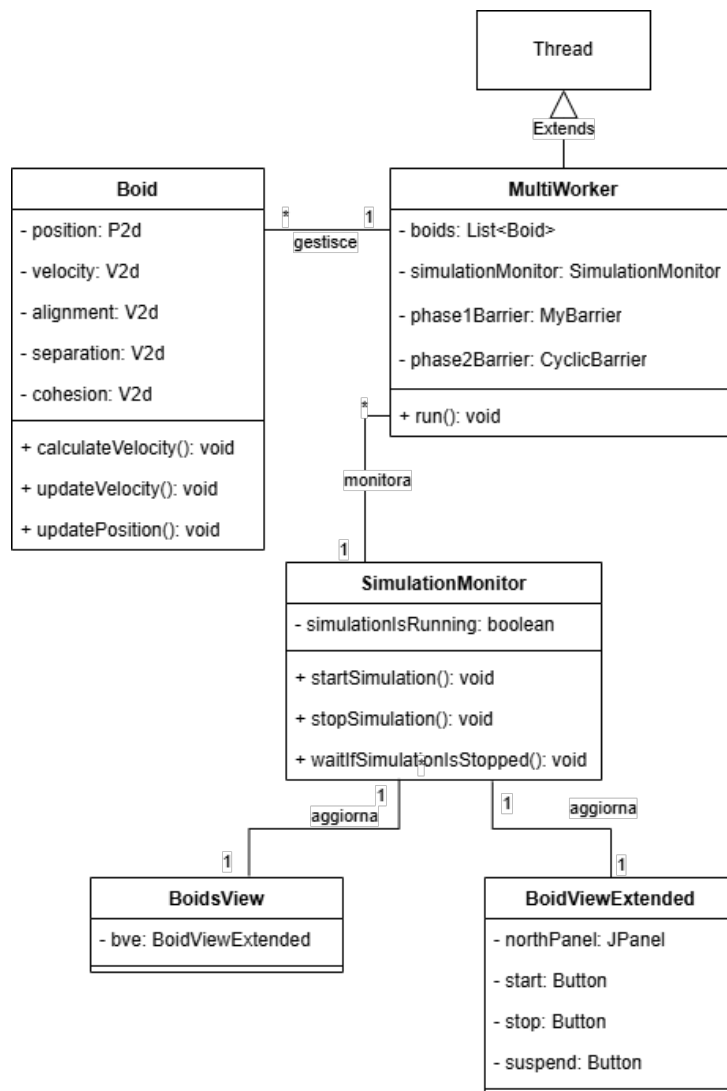 Thread
Extends
Boid
- position: P2d
- velocity: V2d
- alignment: V2d
- separation: V2d
- cohesion: V2d
+ calculateVelocity(): void
+ updateVelocity(): void
+ updatePosition(): void
*
1
gestisce
MultiWorker
- boids: List<Boid>
- simulationMonitor: SimulationMonitor
- phase1Barrier: MyBarrier
- phase2Barrier: CyclicBarrier
+ run(): void
*
monitora
1
SimulationMonitor
- simulationIsRunning: boolean
+ startSimulation(): void
+ stopSimulation(): void
+ waitIfSimulationIsStopped(): void
*
1
aggiorna
1
1
aggiorna
1
BoidsView
- bve: BoidViewExtended
BoidViewExtended
- northPanel: JPanel
- start: Button
- stop: Button
- suspend: Button